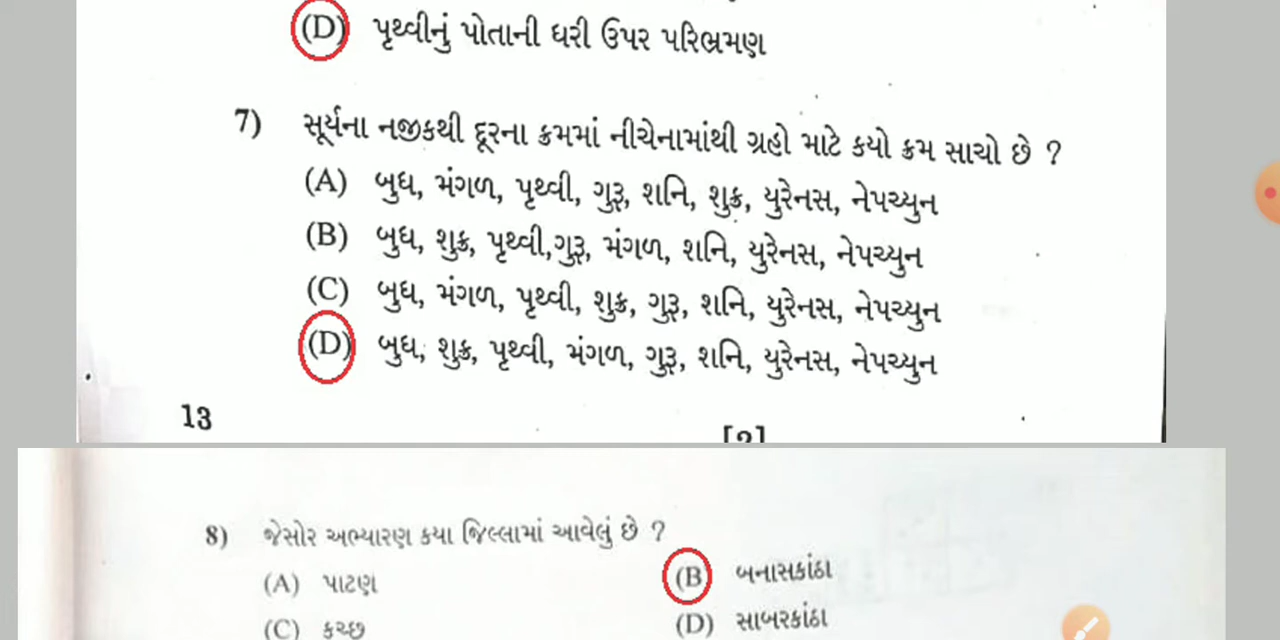 (D) પૃથ્વીનું પોતાની ધરી ઉપર પરિભ્રમણ
7) સૂર્યના નજીકથી દૂરના ક્રમમાં નીચેનામાંથી ગ્રહો માટે કયો ક્રમ સાચો છે ?
(A) બુધ, મંગળ, પૃથ્વી, ગુરૂ, શનિ, શુક્ર, યુરેનસ, નેપચ્યુન
(B) બુધ, શુક્ર, પૃથ્વી,ગુરૂ, મંગળ, શનિ, યુરેનસ, નેપચ્યુન
(C) બુધ, મંગળ, પૃથ્વી, શુક્ર, ગુરૂ, શનિ, યુરેનસ, નેપચ્યુન
(D) બુધ, શુક્ર, પૃથ્વી, મંગળ, ગુરૂ, શનિ, યુરેનસ, નેપચ્યુન
13 [2]
8) જેસોર અભ્યારણ કયા જિલ્લામાં આવેલું છે ?
(A) પાટણ (B) બનાસકાંઠા
(C) કચ્છ (D) સાબરકાંઠા